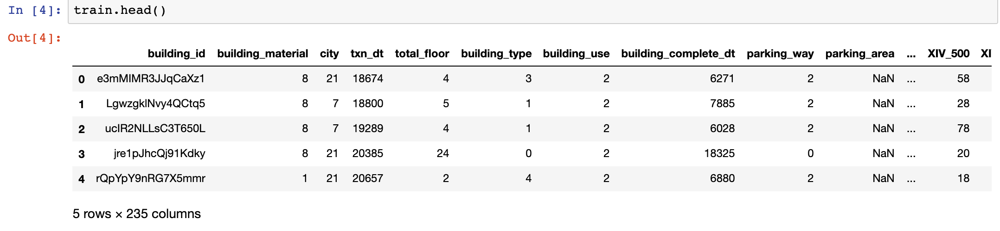 In [4]: train.head()
Out[4]:
building_id building_material city txn_dt total_floor building_type building_use building_complete_dt parking_way parking_area ... XIV_500 XI
0 e3mMIMR3JJqCaXz1 8 21 18674 4 3 2 6271 2 NaN ... 58
1 LgwzgklNvy4QCtq5 8 7 18800 5 1 2 7885 2 NaN ... 28
2 ucIR2NLLsC3T650L 8 7 19289 4 1 2 6028 2 NaN ... 78
3 jre1pJhcQj91Kdky 8 21 20385 24 0 2 18325 0 NaN ... 20
4 rQpYpY9nRG7X5mmr 1 21 20657 2 4 2 6880 2 NaN ... 18
5 rows × 235 columns